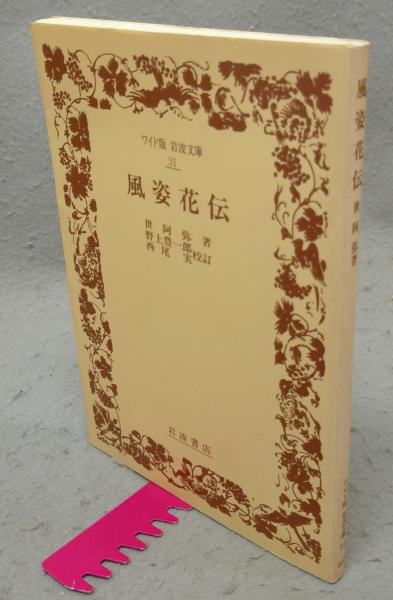 ワイド版 岩波文庫
31
風姿花伝
世阿弥著
野上豊一郎
西尾実
校訂
岩波書店
風姿花伝
世阿弥著